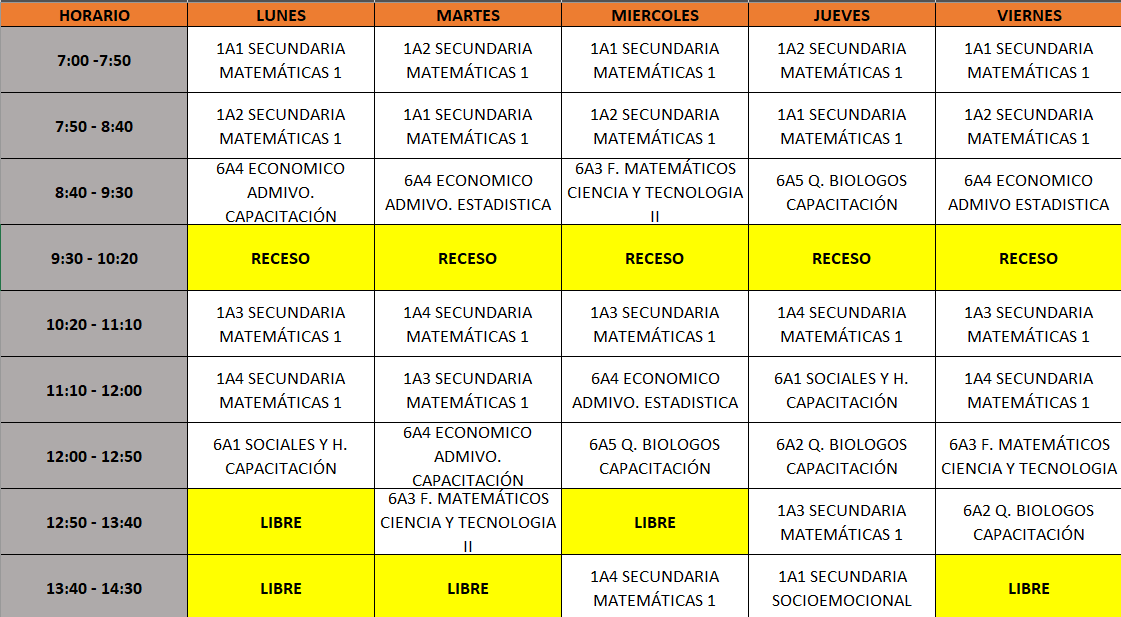 HORARIO LUNES MARTES MIERCOLES JUEVES VIERNES
7:00 -7:50
1A1 SECUNDARIA MATEMÁTICAS 1
1A2 SECUNDARIA MATEMÁTICAS 1
1A1 SECUNDARIA MATEMÁTICAS 1
1A2 SECUNDARIA MATEMÁTICAS 1
1A1 SECUNDARIA MATEMÁTICAS 1
7:50 - 8:40
1A2 SECUNDARIA MATEMÁTICAS 1
1A1 SECUNDARIA MATEMÁTICAS 1
1A2 SECUNDARIA MATEMÁTICAS 1
1A1 SECUNDARIA MATEMÁTICAS 1
1A2 SECUNDARIA MATEMÁTICAS 1
8:40 - 9:30
6A4 ECONOMICO ADMIVO. CAPACITACIÓN
6A4 ECONOMICO ADMIVO. ESTADISTICA
6A3 F. MATEMÁTICOS CIENCIA Y TECNOLOGIA II
6A5 Q. BIOLOGOS CAPACITACIÓN
6A4 ECONOMICO ADMIVO ESTADISTICA
9:30 - 10:20
RECESO
RECESO
RECESO
RECESO
RECESO
10:20 - 11:10
1A3 SECUNDARIA MATEMÁTICAS 1
1A4 SECUNDARIA MATEMÁTICAS 1
1A3 SECUNDARIA MATEMÁTICAS 1
1A4 SECUNDARIA MATEMÁTICAS 1
1A3 SECUNDARIA MATEMÁTICAS 1
11:10 - 12:00
1A4 SECUNDARIA MATEMÁTICAS 1
1A3 SECUNDARIA MATEMÁTICAS 1
6A4 ECONOMICO ADMIVO. ESTADISTICA
6A1 SOCIALES Y H. CAPACITACIÓN
1A4 SECUNDARIA MATEMÁTICAS 1
12:00 - 12:50
6A1 SOCIALES Y H. CAPACITACIÓN
6A4 ECONOMICO ADMIVO. CAPACITACIÓN
6A5 Q. BIOLOGOS CAPACITACIÓN
6A2 Q. BIOLOGOS CAPACITACIÓN
6A3 F. MATEMÁTICOS CIENCIA Y TECNOLOGIA
12:50 - 13:40
LIBRE
6A3 F. MATEMÁTICOS CIENCIA Y TECNOLOGIA II
LIBRE
1A3 SECUNDARIA MATEMÁTICAS 1
6A2 Q. BIOLOGOS CAPACITACIÓN
13:40 - 14:30
LIBRE
LIBRE
1A4 SECUNDARIA MATEMÁTICAS 1
1A1 SECUNDARIA SOCIOEMOCIONAL
LIBRE